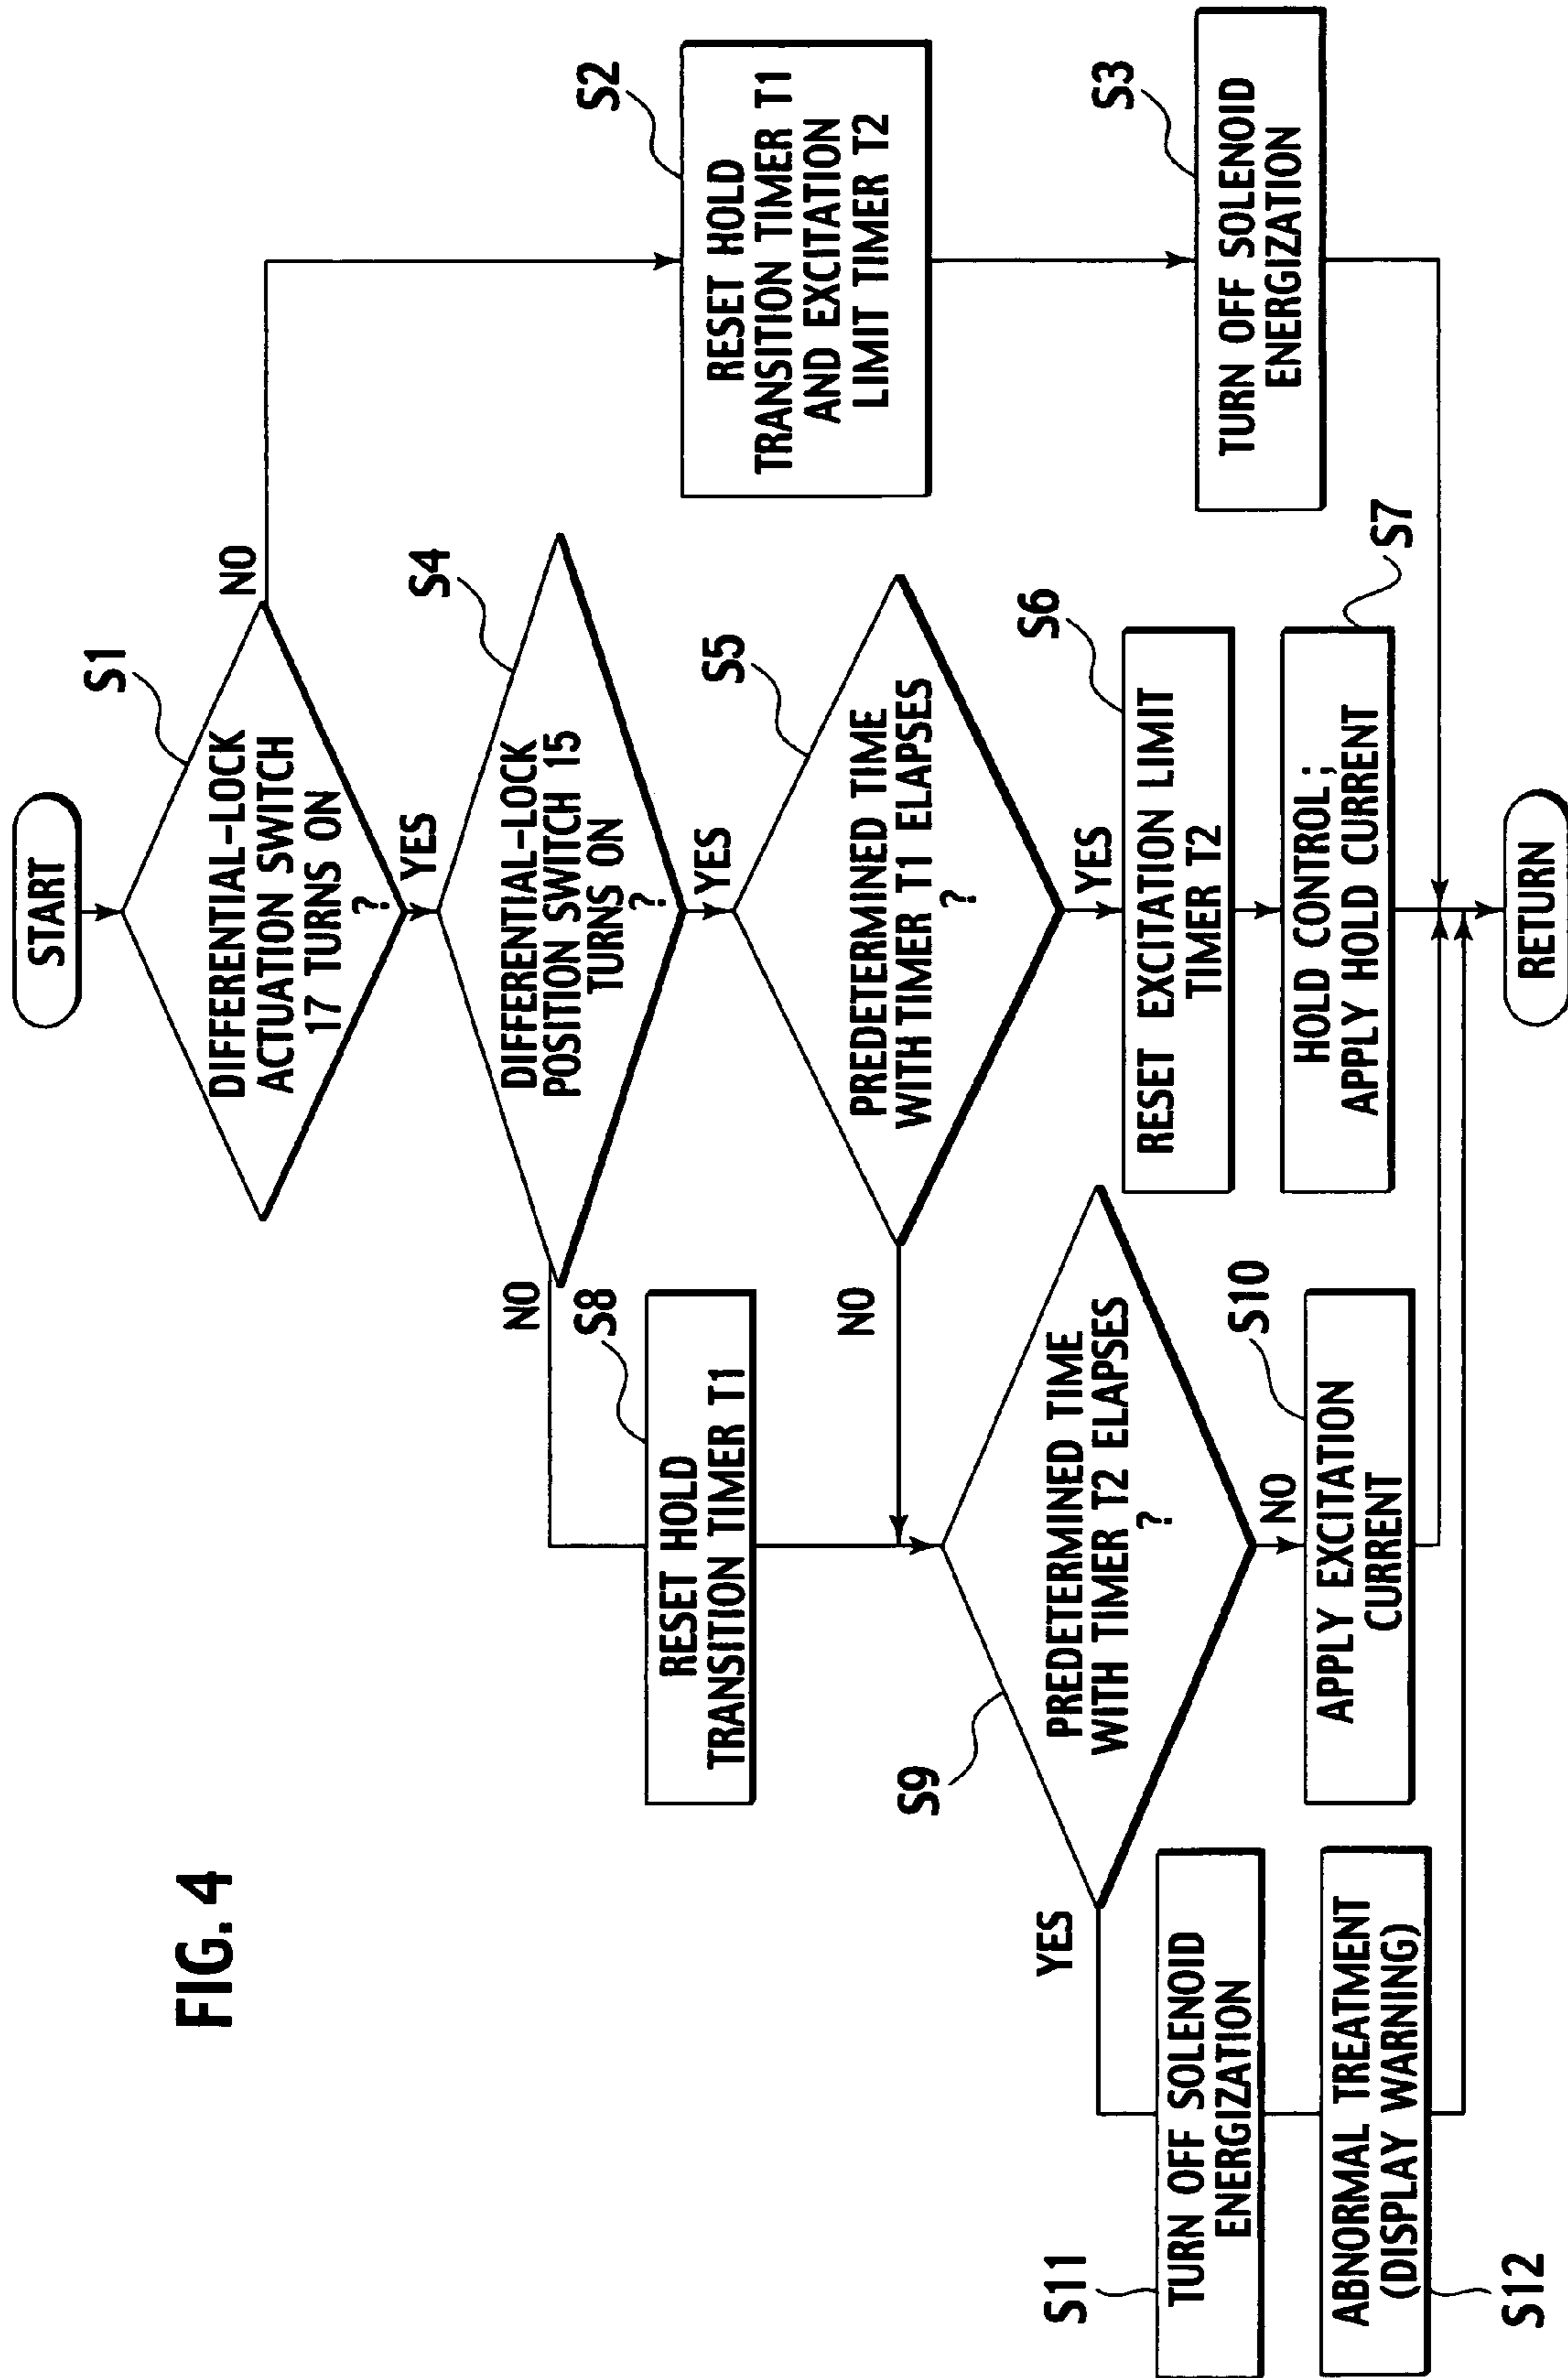 FIG. 4
START
S1
DIFFERENTIAL-LOCK
ACTUATION SWITCH
17 TURNS ON
?
NO
YES
S2
RESET HOLD
TRANSITION TIMER T1
AND EXCITATION
LIMIT TIMER T2
S3
TURN OFF SOLENOID
ENERGIZATION
S4
DIFFERENTIAL-LOCK
POSITION SWITCH 15
TURNS ON
?
NO
YES
S5
PREDETERMINED TIME
WITH TIMER T1 ELAPSES
?
NO
YES
S6
RESET EXCITATION LIMIT
TIMER T2
S7
HOLD CONTROL;
APPLY HOLD CURRENT
S8
RESET HOLD
TRANSITION TIMER T1
S9
PREDETERMINED TIME
WITH TIMER T2 ELAPSES
?
YES
NO
S10
APPLY EXCITATION
CURRENT
S11
TURN OFF SOLENOID
ENERGIZATION
S12
ABNORMAL TREATMENT
(DISPLAY WARNING)
RETURN